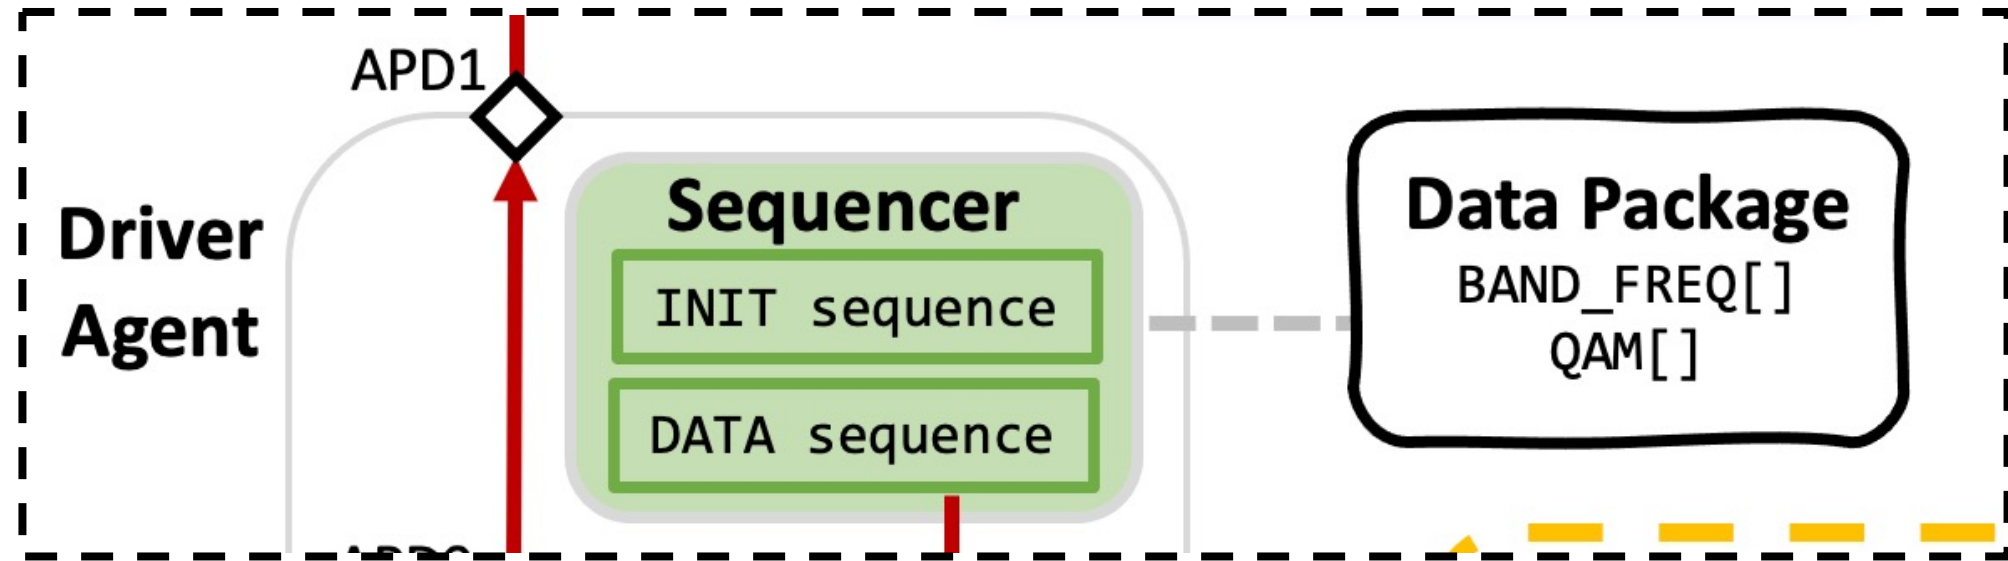 APD1
Driver
Agent
Sequencer
INIT sequence
DATA sequence
Data Package
BAND_FREQ[]
QAM[]